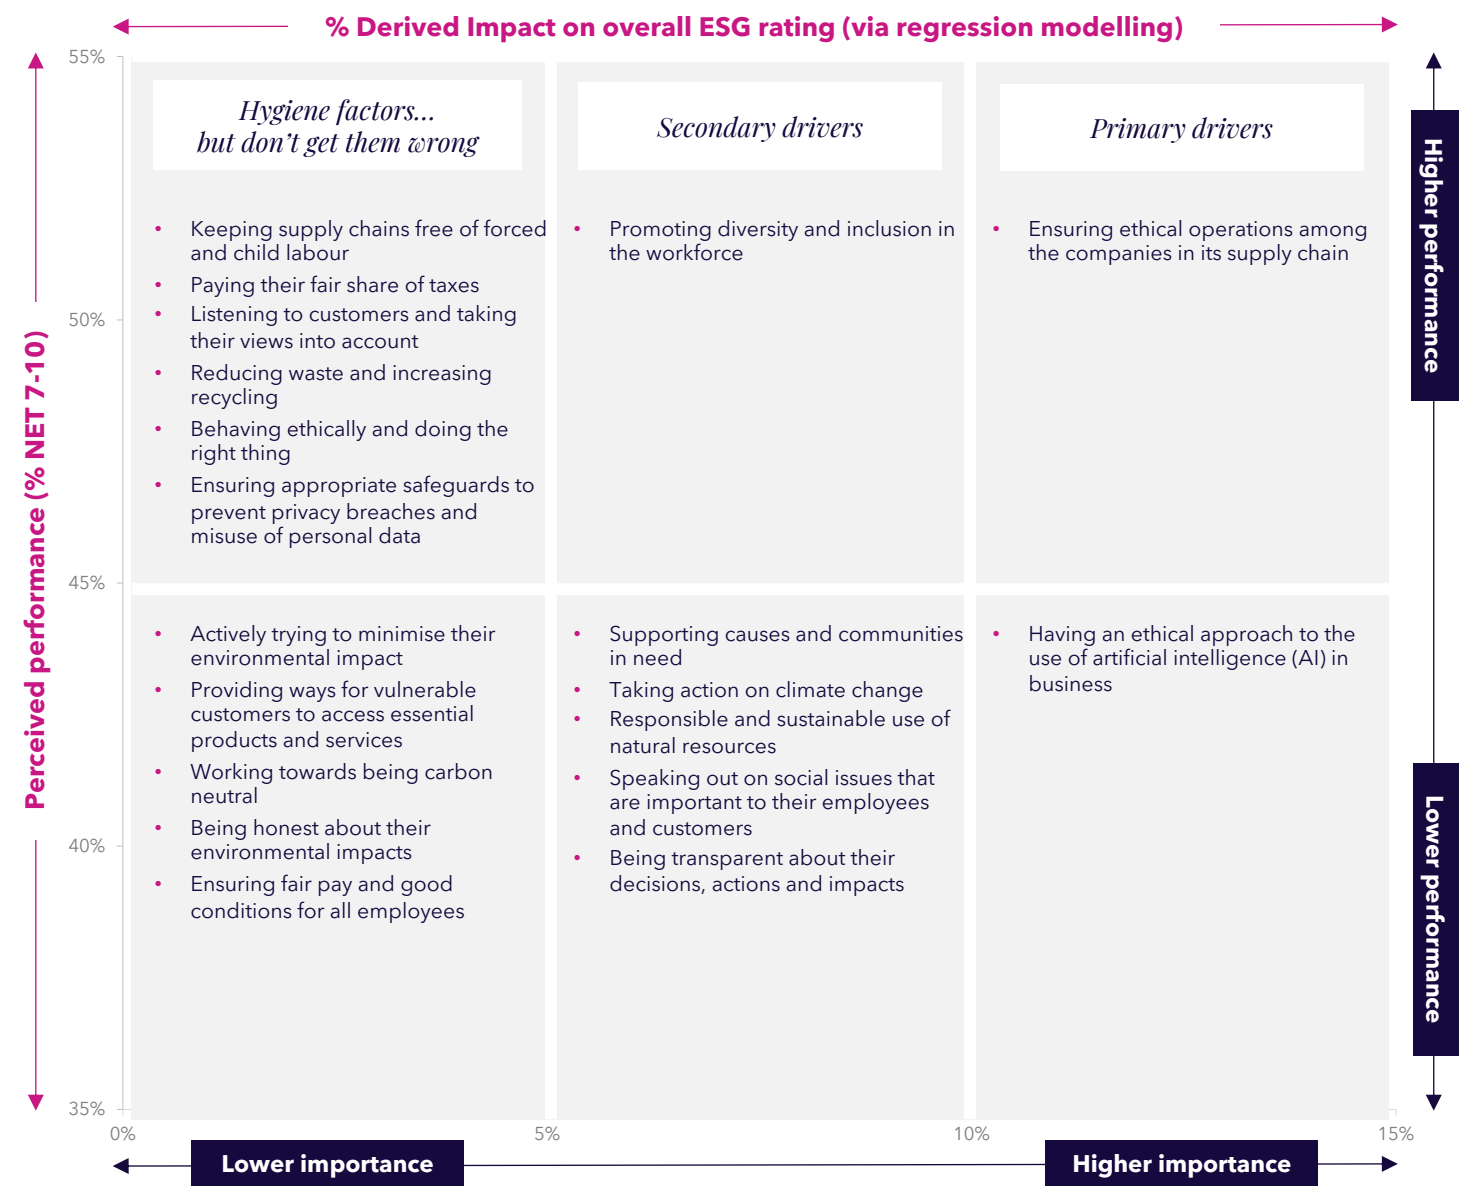 % Derived Impact on overall ESG rating (via regression modelling)
55%
50%
45%
40%
35%
Perceived performance (% NET 7-10)
Hygiene factors...
but don't get them wrong
• Keeping supply chains free of forced
and child labour
• Paying their fair share of taxes
• Listening to customers and taking
their views into account
• Reducing waste and increasing
recycling
• Behaving ethically and doing the
right thing
• Ensuring appropriate safeguards to
prevent privacy breaches and
misuse of personal data
Secondary drivers
• Promoting diversity and inclusion in
the workforce
Primary drivers
• Ensuring ethical operations among
the companies in its supply chain
Higher performance
• Actively trying to minimise their
environmental impact
• Providing ways for vulnerable
customers to access essential
products and services
• Working towards being carbon
neutral
• Being honest about their
environmental impacts
• Ensuring fair pay and good
conditions for all employees
• Supporting causes and communities
in need
• Taking action on climate change
• Responsible and sustainable use of
natural resources
• Speaking out on social issues that
are important to their employees
and customers
• Being transparent about their
decisions, actions and impacts
• Having an ethical approach to the
use of artificial intelligence (AI) in
business
Lower performance
0%
5%
10%
15%
Lower importance
Higher importance